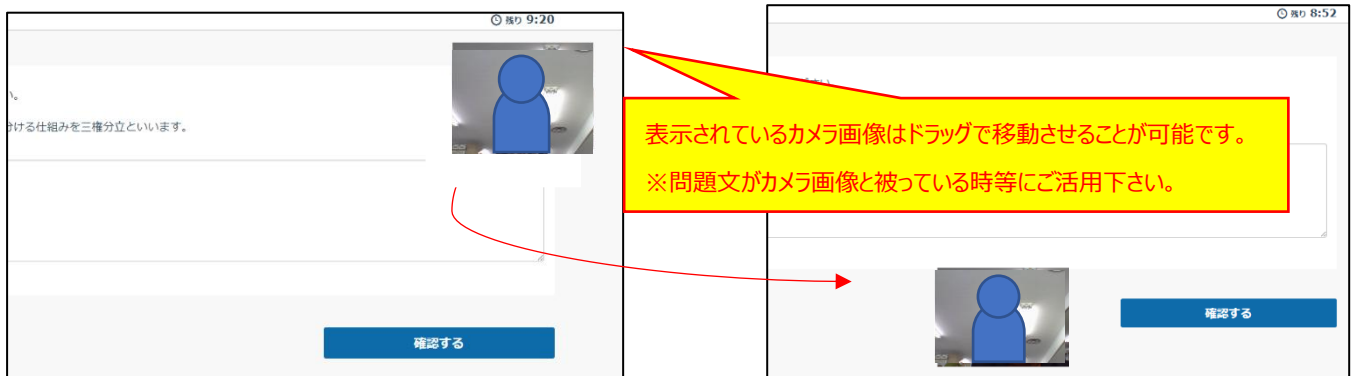 残り 9:20
い。
分ける仕組みを三権分立といいます。
確認する
残り 8:52
表示されているカメラ画像はドラッグで移動させることが可能です。
※問題文がカメラ画像と被っている時等にご活用下さい。
確認する